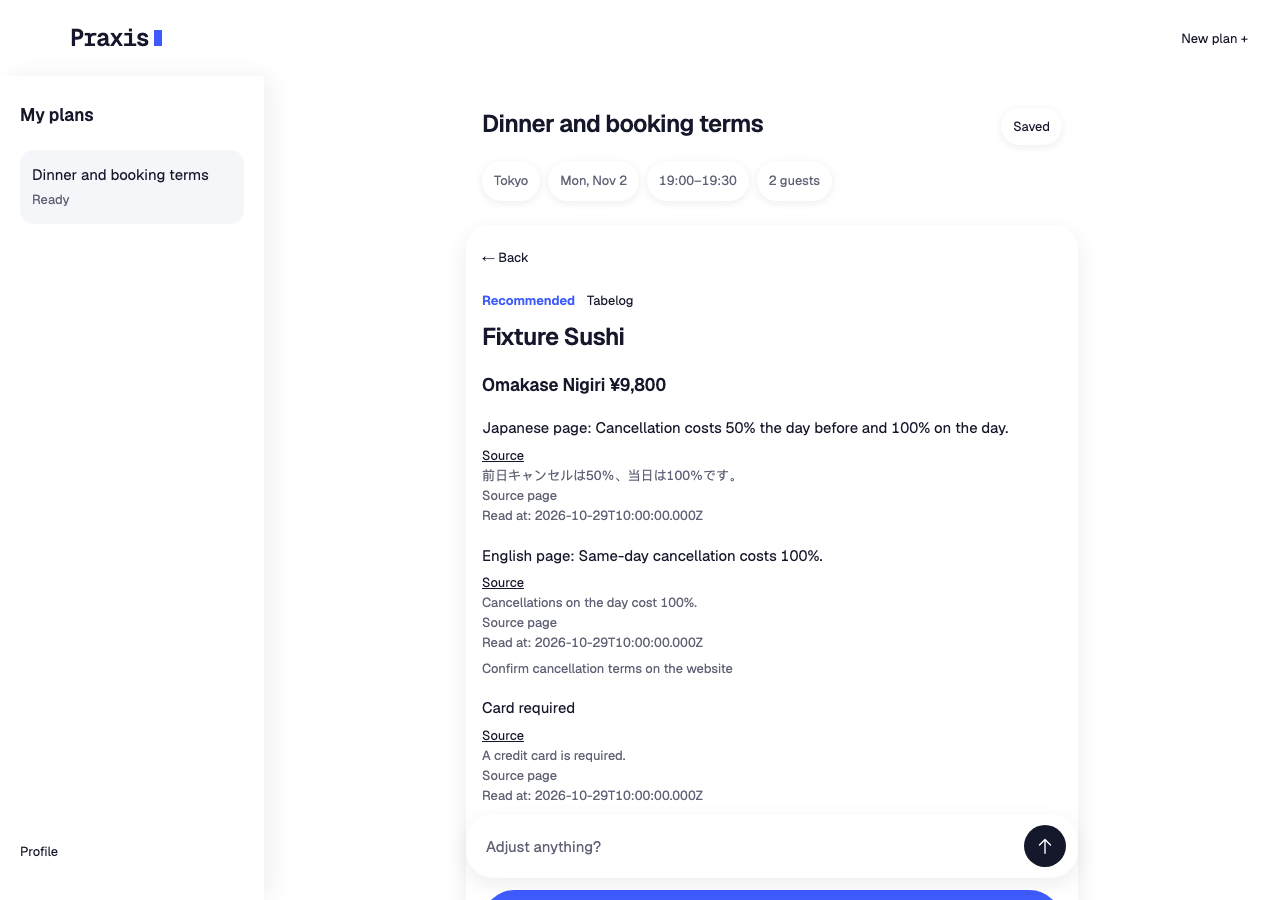 Praxis
New plan +
My plans
Dinner and booking terms
Ready
Profile
Dinner and booking terms
Saved
Tokyo
Mon, Nov 2
19:00–19:30
2 guests
← Back
Recommended Tabelog
Fixture Sushi
Omakase Nigiri ¥9,800
Japanese page: Cancellation costs 50% the day before and 100% on the day.
Source
前日キャンセルは50%、当日は100%です。
Source page
Read at: 2026-10-29T10:00:00.000Z
English page: Same-day cancellation costs 100%.
Source
Cancellations on the day cost 100%.
Source page
Read at: 2026-10-29T10:00:00.000Z
Confirm cancellation terms on the website
Card required
Source
A credit card is required.
Source page
Read at: 2026-10-29T10:00:00.000Z
Adjust anything?